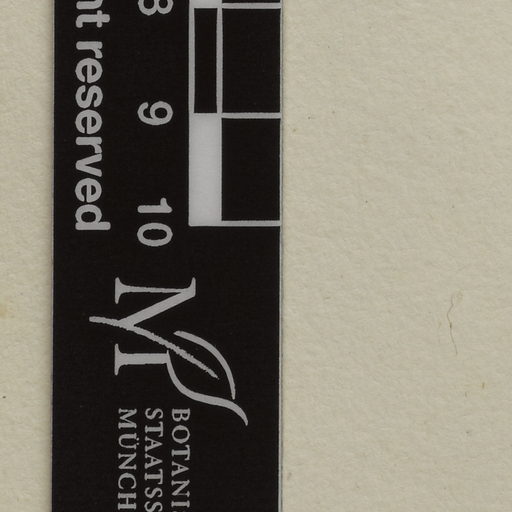 nt reserved
8 9 10
M
BOTANI
STAATSS
MÜNCH